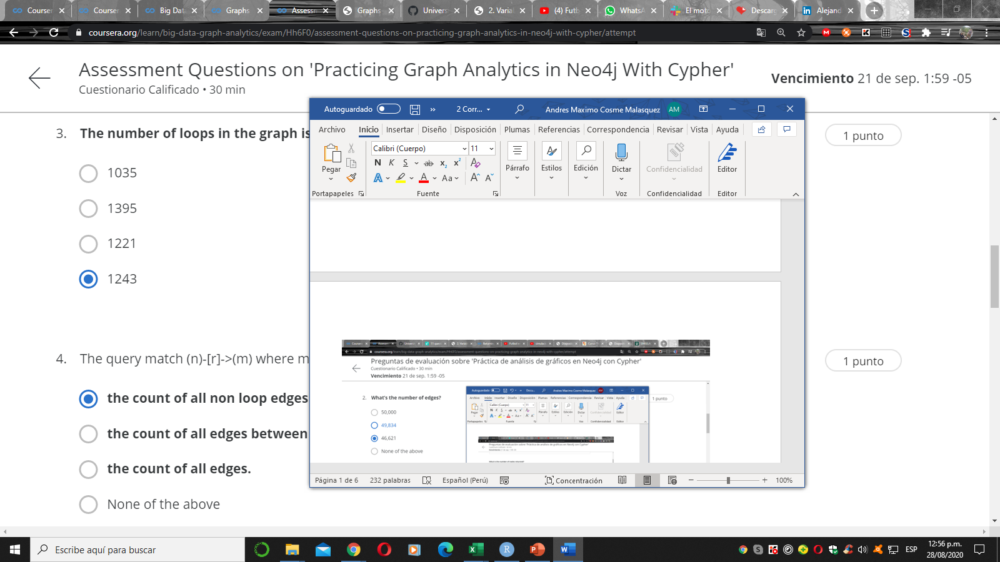 Courser
Courser
Big Dat
Graphs
Assessm
Graphs-
Univers
2. Varia
(4) Futb
WhatsA
El moto
Descarg
Alejand
coursera.org/learn/big-data-graph-analytics/exam/Hh6F0/assessment-questions-on-practicing-graph-analytics-in-neo4j-with-cypher/attempt
Assessment Questions on 'Practicing Graph Analytics in Neo4j With Cypher'
Cuestionario Calificado • 30 min
Vencimiento 21 de sep. 1:59 -05
3. The number of loops in the graph is
1 punto
1035
1395
1221
1243
4. The query match (n)-[r]->(m) where m
1 punto
the count of all non loop edges
the count of all edges between
the count of all edges.
None of the above
Autoguardado
2 Corr...
Andres Maximo Cosme Malasquez AM
Archivo Inicio Insertar Diseño Disposición Plumas Referencias Correspondencia Revisar Vista Ayuda
Calibri (Cuerpo) 11
N K S ab x₂ x²
A A Aa A A
Pegar Párrafo Estilos Edición Dictar Confidencialidad Editor
Portapapeles Fuente Voz Confidencialidad Editor
Preguntas de evaluación sobre 'Práctica de análisis de gráficos en Neo4j con Cypher'
Cuestionario Calificado • 30 min
Vencimiento 21 de sep. 1:59 -05
2. What's the number of edges?
1 punto
50,000
49,834
46,621
None of the above
Página 1 de 6 232 palabras Español (Perú) Concentración 100%
Escribe aquí para buscar
ESP
12:56 p.m.
28/08/2020